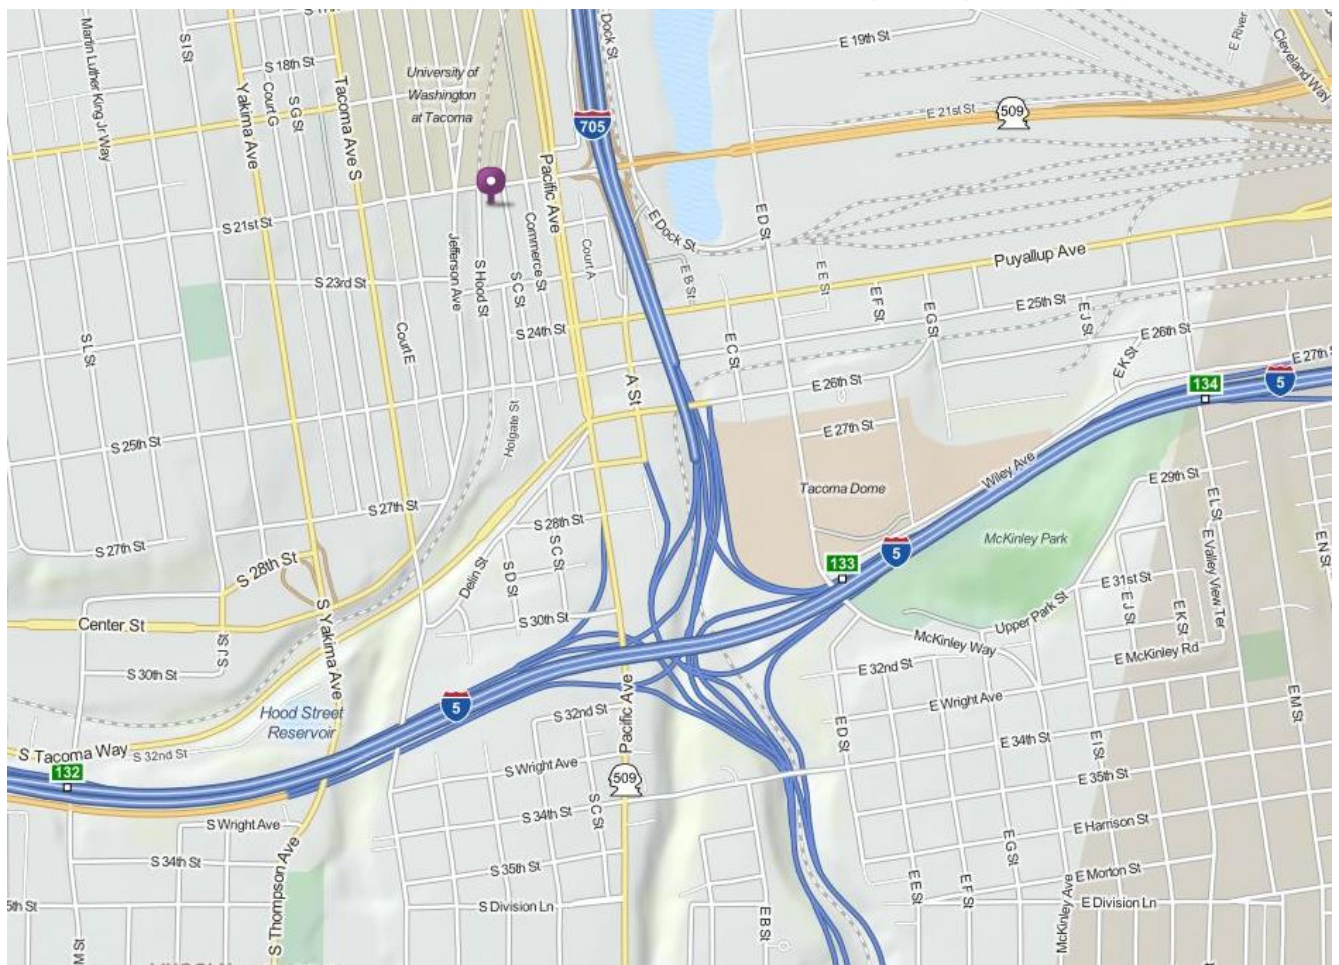 S 17th
Dock St
E 19th St
E River
Cleveland Way
Martin Luther King Jr Way
S I St
S 18th St
Yakima Ave
S Court G
S G St
Tacoma Ave S
University of
Washington
at Tacoma
705
E 21st St
509
Pacific Ave
S 21st St
Jefferson Ave
S Hood St
S C St
Commerce St
Court A
E Dock St
E D St
Puyallup Ave
E B St
E E St
E F St
E G St
E 25th St
E J St
E 26th St
E K St
E 27th St
134
5
S 23rd St
S 24th St
S L St
Court E
A St
E C St
E 26th St
Holgate St
S 25th St
E 27th St
Tacoma Dome
Wiley Ave
E 29th St
E L St
E Valley View Ter
E N St
S 27th St
S 27th St
S 28th St
S 28th St
S C St
S D St
Delin St
McKinley Park
133
5
E 31st St
E J St
E K St
Upper Park St
McKinley Way
E McKinley Rd
Center St
S Yakima Ave
S 30th St
S J St
S 30th St
E 32nd St
E Wright Ave
E M St
Hood Street
Reservoir
5
S 32nd St
Pacific Ave
E D St
E 34th St
E I St
S Tacoma Way
S 32nd St
132
S Wright Ave
509
E 35th St
S Wright Ave
S 34th St
S C St
E Harrison St
S 34th St
S 35th St
E G St
E Morton St
S Thompson Ave
5th St
S Division Ln
E E St
E F St
McKinley Ave
E Division Ln
M St
E B St